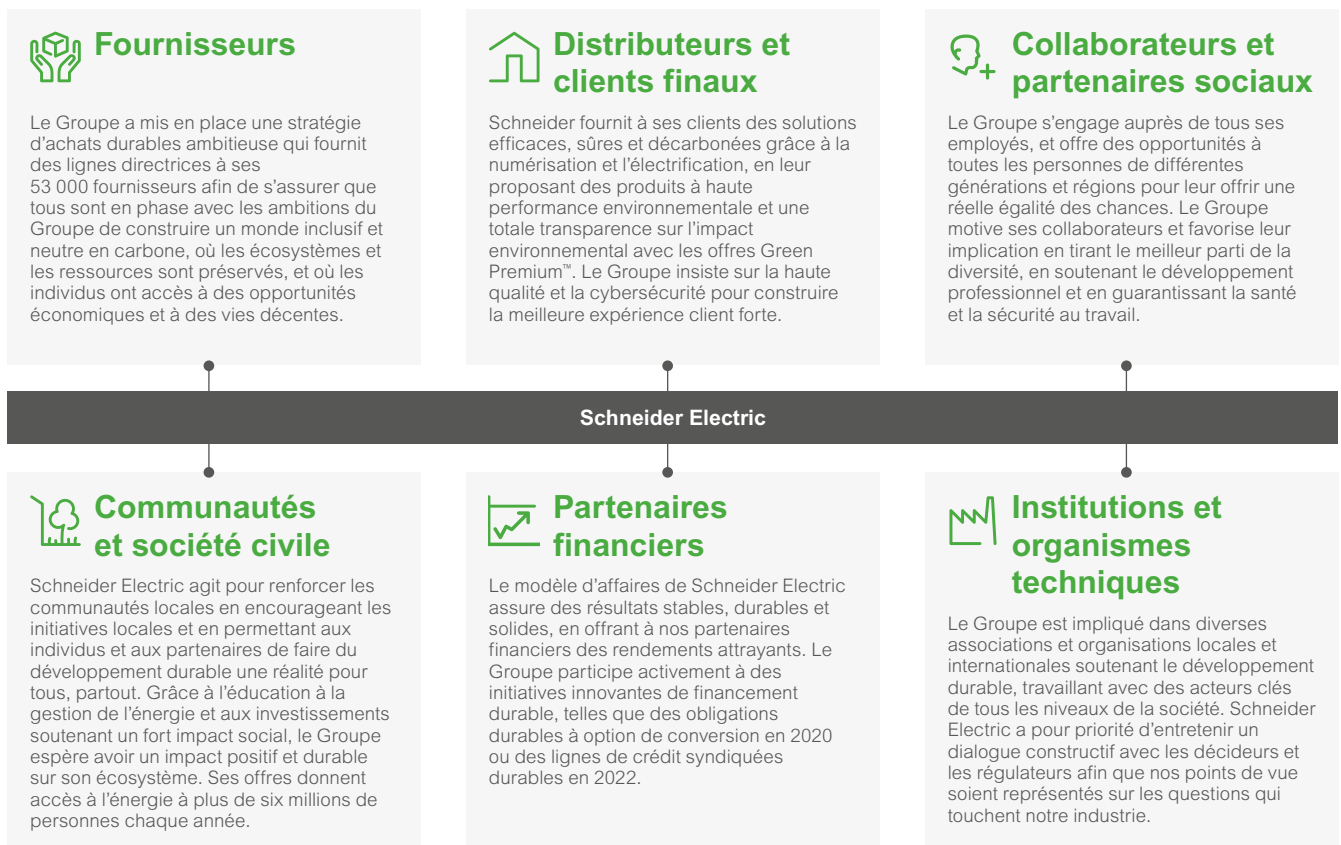 Fournisseurs
Le Groupe a mis en place une stratégie
d’achats durables ambitieuse qui fournit
des lignes directrices à ses
53 000 fournisseurs afin de s’assurer que
tous sont en phase avec les ambitions du
Groupe de construire un monde inclusif et
neutre en carbone, où les écosystèmes et
les ressources sont préservés, et où les
individus ont accès à des opportunités
économiques et à des vies décentes.
Distributeurs et
clients finaux
Schneider fournit à ses clients des solutions
efficaces, sûres et décarbonées grâce à la
numérisation et l’électrification, en leur
proposant des produits à haute
performance environnementale et une
totale transparence sur l’impact
environnemental avec les offres Green
Premium™. Le Groupe insiste sur la haute
qualité et la cybersécurité pour construire
la meilleure expérience client forte.
Collaborateurs et
partenaires sociaux
Le Groupe s’engage auprès de tous ses
employés, et offre des opportunités à
toutes les personnes de différentes
générations et régions pour leur offrir une
réelle égalité des chances. Le Groupe
motive ses collaborateurs et favorise leur
implication en tirant le meilleur parti de la
diversité, en soutenant le développement
professionnel et en guarantissant la santé
et la sécurité au travail.
Schneider Electric
Communautés
et société civile
Schneider Electric agit pour renforcer les
communautés locales en encourageant les
initiatives locales et en permettant aux
individus et aux partenaires de faire du
développement durable une réalité pour
tous, partout. Grâce à l’éducation à la
gestion de l’énergie et aux investissements
soutenant un fort impact social, le Groupe
espère avoir un impact positif et durable
sur son écosystème. Ses offres donnent
accès à l’énergie à plus de six millions de
personnes chaque année.
Partenaires
financiers
Le modèle d’affaires de Schneider Electric
assure des résultats stables, durables et
solides, en offrant à nos partenaires
financiers des rendements attrayants. Le
Groupe participe activement à des
initiatives innovantes de financement
durable, telles que des obligations
durables à option de conversion en 2020
ou des lignes de crédit syndiquées
durables en 2022.
Institutions et
organismes
techniques
Le Groupe est impliqué dans diverses
associations et organisations locales et
internationales soutenant le développement
durable, travaillant avec des acteurs clés
de tous les niveaux de la société. Schneider
Electric a pour priorité d’entretenir un
dialogue constructif avec les décideurs et
les régulateurs afin que nos points de vue
soient représentés sur les questions qui
touchent notre industrie.